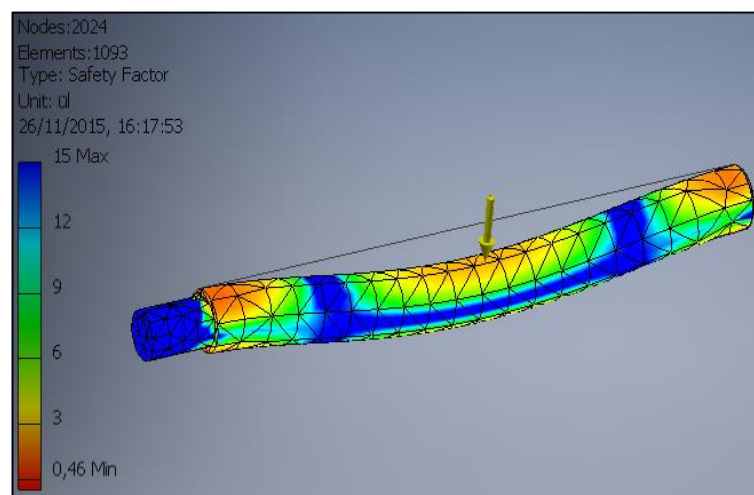 Nodes:2024
Elements:1093
Type: Safety Factor
Unit: ul
26/11/2015, 16:17:53
15 Max
12
9
6
3
0,46 Min